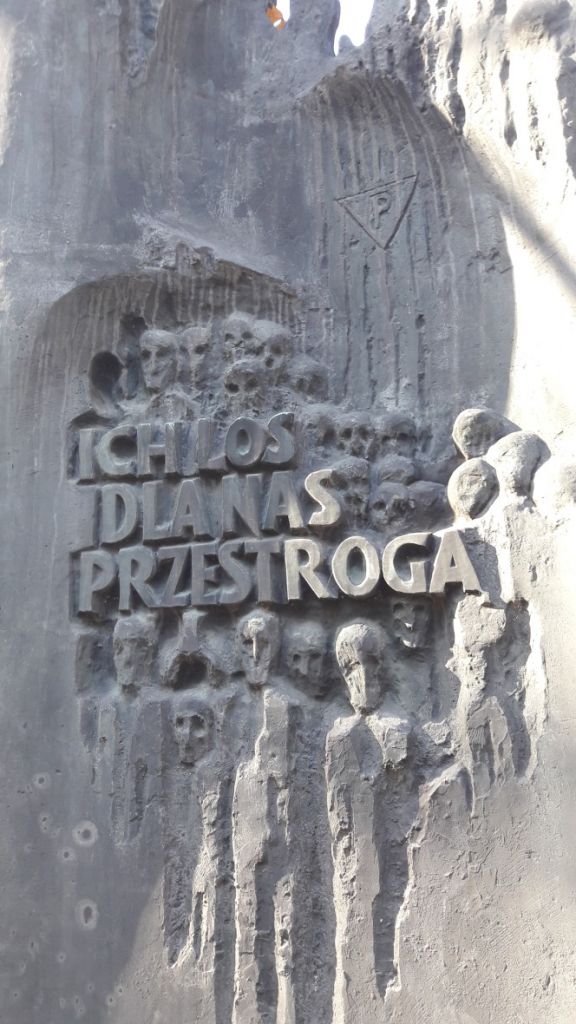 P
ICH LOS
DLA NAS
PRZESTROGA